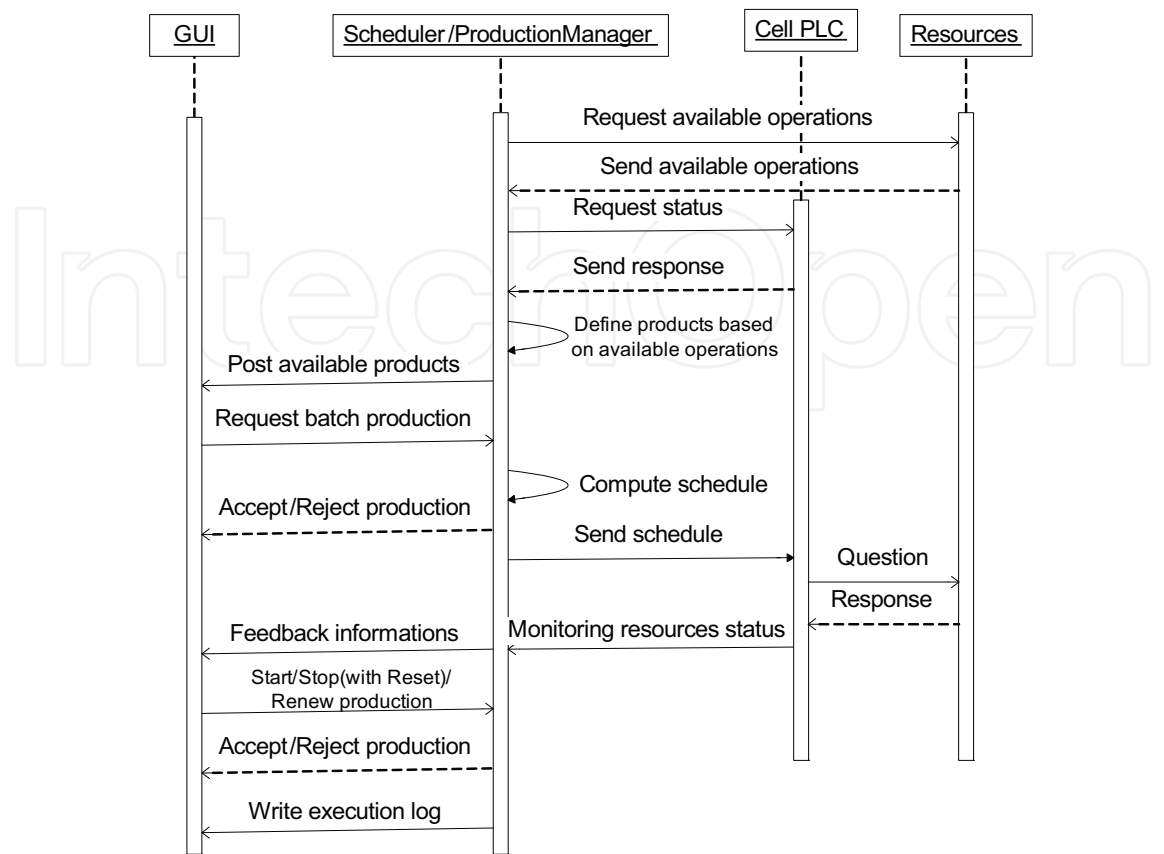 GUI
Scheduler/ProductionManager
Cell PLC
Resources
Request available operations
Send available operations
Request status
Send response
Define products based
on available operations
Post available products
Request batch production
Compute schedule
Accept/Reject production
Send schedule
Question
Response
Monitoring resources status
Feedback informations
Start/Stop(with Reset)/
Renew production
Accept/Reject production
Write execution log
IntechOpen